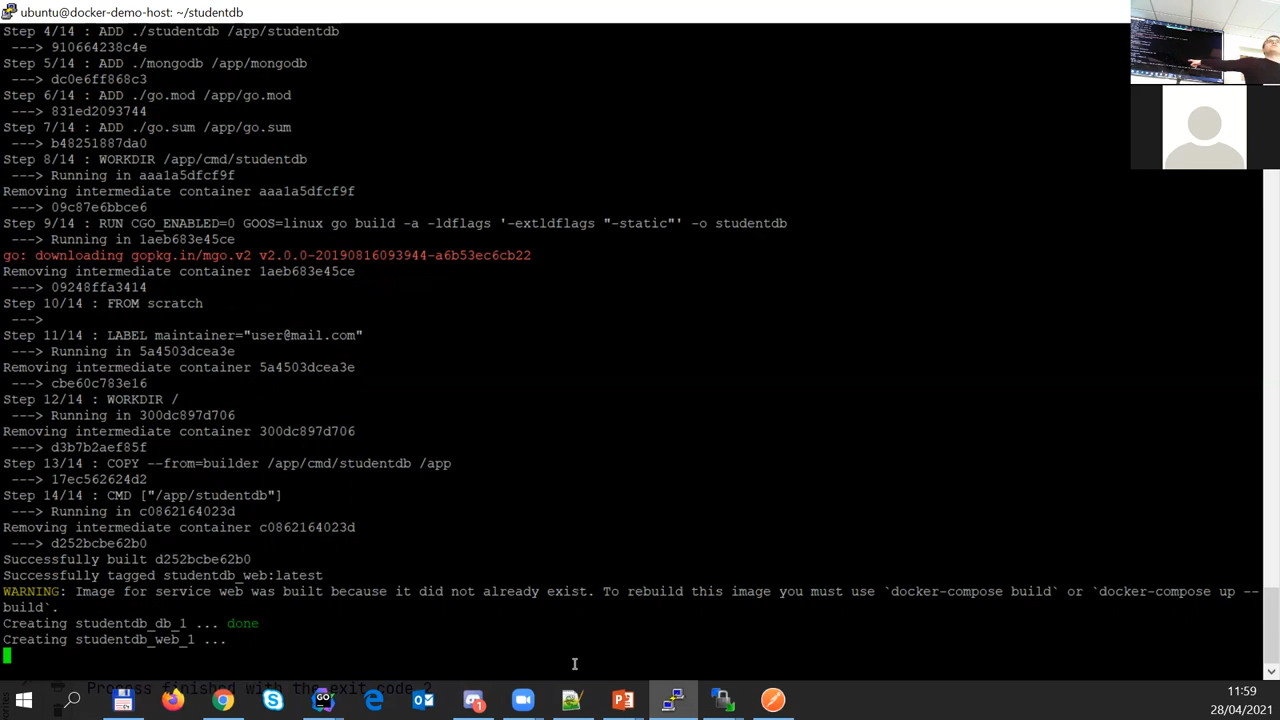 ubuntu@docker-demo-host: ~/studentdb
Step 4/14 : ADD ./studentdb /app/studentdb
---> 910664238c4e
Step 5/14 : ADD ./mongodb /app/mongodb
---> dc0e6ff868c3
Step 6/14 : ADD ./go.mod /app/go.mod
---> 831ed2093744
Step 7/14 : ADD ./go.sum /app/go.sum
---> b48251887da0
Step 8/14 : WORKDIR /app/cmd/studentdb
---> Running in aaa1a5dfcf9f
Removing intermediate container aaa1a5dfcf9f
---> 09c87e6bbce6
Step 9/14 : RUN CGO_ENABLED=0 GOOS=linux go build -a -ldflags '-extldflags "-static"' -o studentdb
---> Running in 1aeb683e45ce
go: downloading gopkg.in/mgo.v2 v2.0.0-20190816093944-a6b53ec6cb22
Removing intermediate container 1aeb683e45ce
---> 09248ffa3414
Step 10/14 : FROM scratch
--->
Step 11/14 : LABEL maintainer="user@mail.com"
---> Running in 5a4503dcea3e
Removing intermediate container 5a4503dcea3e
---> cbe60c783e16
Step 12/14 : WORKDIR /
---> Running in 300dc897d706
Removing intermediate container 300dc897d706
---> d3b7b2aef85f
Step 13/14 : COPY --from=builder /app/cmd/studentdb /app
---> 17ec562624d2
Step 14/14 : CMD ["/app/studentdb"]
---> Running in c0862164023d
Removing intermediate container c0862164023d
---> d252bcbe62b0
Successfully built d252bcbe62b0
Successfully tagged studentdb_web:latest
WARNING: Image for service web was built because it did not already exist. To rebuild this image you must use `docker-compose build` or `docker-compose up --
build`.
Creating studentdb_db_1 ... done
Creating studentdb_web_1 ...
Process finished with the exit code 2
11:59
28/04/2021